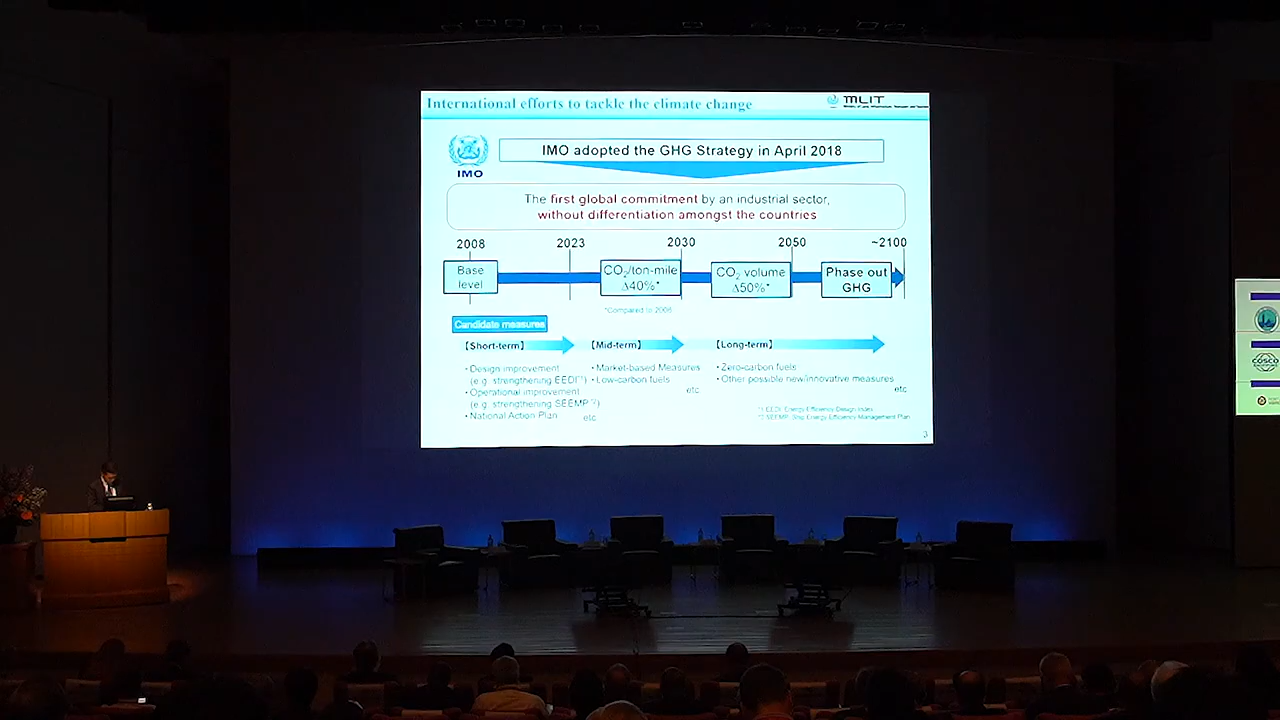 International efforts to tackle the climate change
MLIT
IMO adopted the GHG Strategy in April 2018
IMO
The first global commitment by an industrial sector,
without differentiation amongst the countries
2008 2023 2030 2050 ~2100
Base level
CO₂/ton-mile
Δ40%*
CO₂ volume
Δ50%*
Phase out
GHG
*Compared to 2008
Candidate measures
【Short-term】 【Mid-term】 【Long-term】
・Design improvement
(e.g. strengthening EEDI*1)
・Operational improvement
(e.g. strengthening SEEMP*2)
・National Action Plan etc
・Market-Based Measures
・Low-carbon fuels etc
・Zero-carbon fuels
・Other possible new/innovative measures
etc
*1 EEDI: Energy Efficiency Design Index
*2 SEEMP: Ship Energy Efficiency Management Plan
3
COSCO